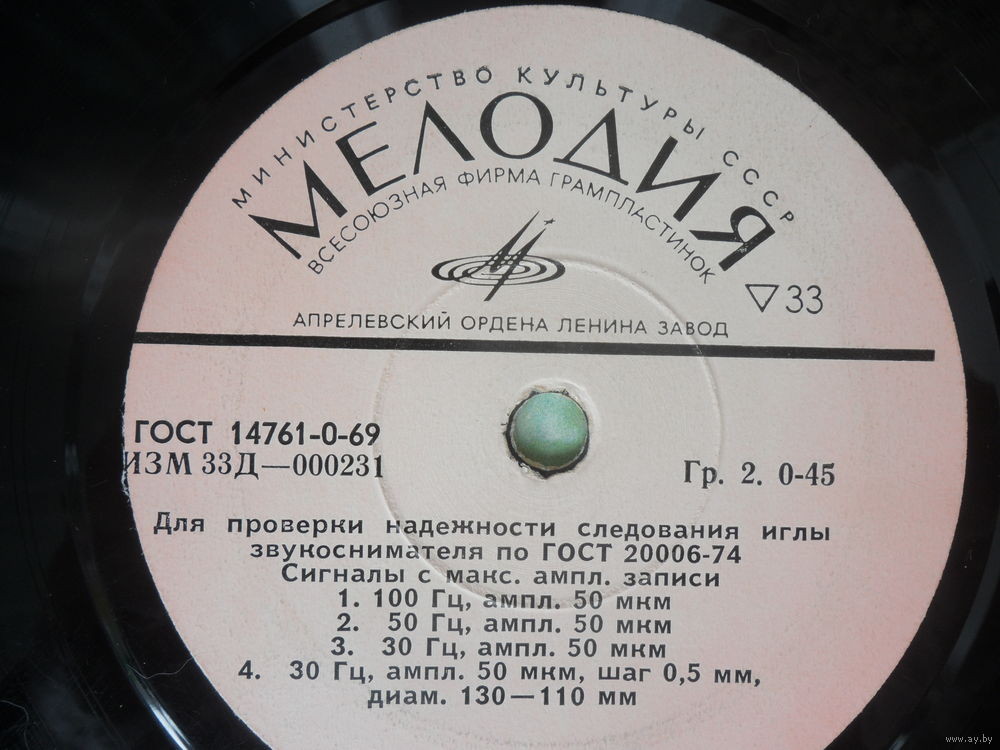 МИНИСТЕРСТВО КУЛЬТУРЫ СССР
МЕЛОДИЯ
ВСЕСОЮЗНАЯ ФИРМА ГРАМПЛАСТИНОК
33
АПРЕЛЕВСКИЙ ОРДЕНА ЛЕНИНА ЗАВОД
ГОСТ 14761-0-69
ИЗМ 33Д—000231
Гр. 2. 0-45
Для проверки надежности следования иглы
звукоснимателя по ГОСТ 20006-74
Сигналы с макс. ампл. записи
1. 100 Гц, ампл. 50 мкм
2. 50 Гц, ампл. 50 мкм
3. 30 Гц, ампл. 50 мкм
4. 30 Гц, ампл. 50 мкм, шаг 0,5 мм,
диам. 130—110 мм
www.ay.by